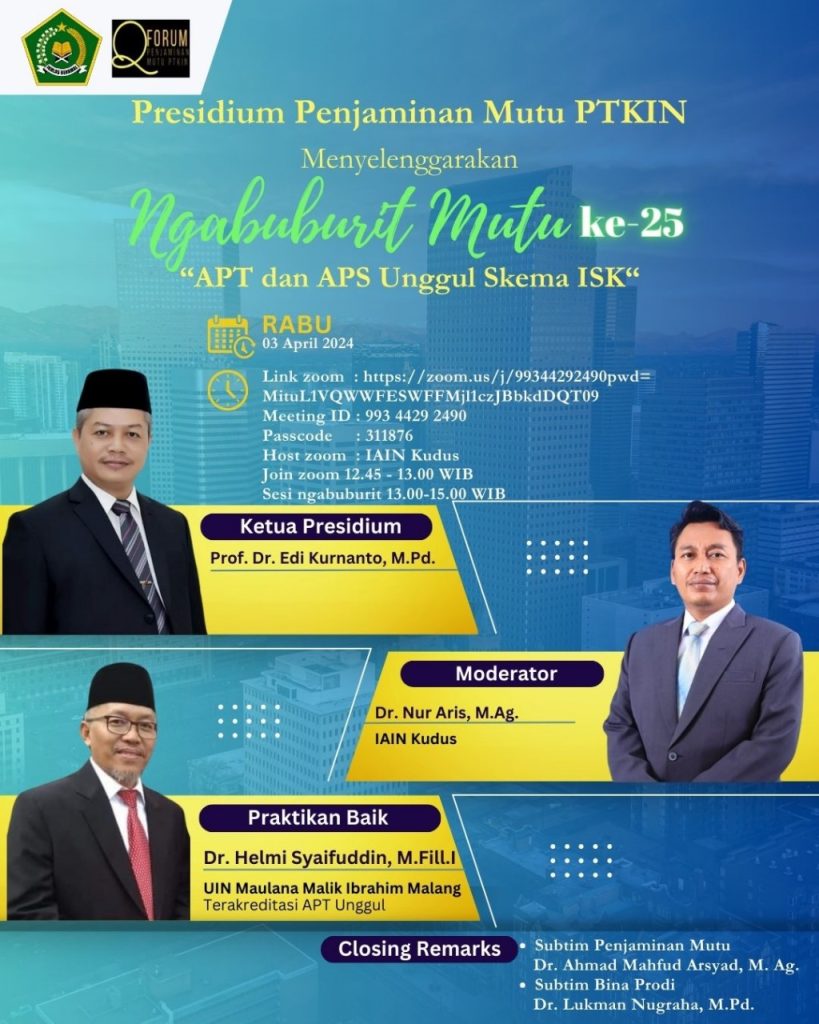 IKHLAS BERAMAL
Q FORUM
PENJAMINAN
MUTU PTKIN
Presidium Penjaminan Mutu PTKIN
Menyelenggarakan
Ngabuburit Mutu ke-25
“APT dan APS Unggul Skema ISK“
RABU
03 April 2024
Link zoom : https://zoom.us/j/99344292490pwd=
MituL1VQWWFESWFFMjl1czJBbkdDQT09
Meeting ID : 993 4429 2490
Passcode : 311876
Host zoom : IAIN Kudus
Join zoom 12.45 - 13.00 WIB
Sesi ngabuburit 13.00-15.00 WIB
Ketua Presidium
Prof. Dr. Edi Kurnanto, M.Pd.
Moderator
Dr. Nur Aris, M.Ag.
IAIN Kudus
Praktikan Baik
Dr. Helmi Syaifuddin, M.Fill.I
UIN Maulana Malik Ibrahim Malang
Terakreditasi APT Unggul
Closing Remarks
• Subtim Penjaminan Mutu
Dr. Ahmad Mahfud Arsyad, M. Ag.
• Subtim Bina Prodi
Dr. Lukman Nugraha, M.Pd.